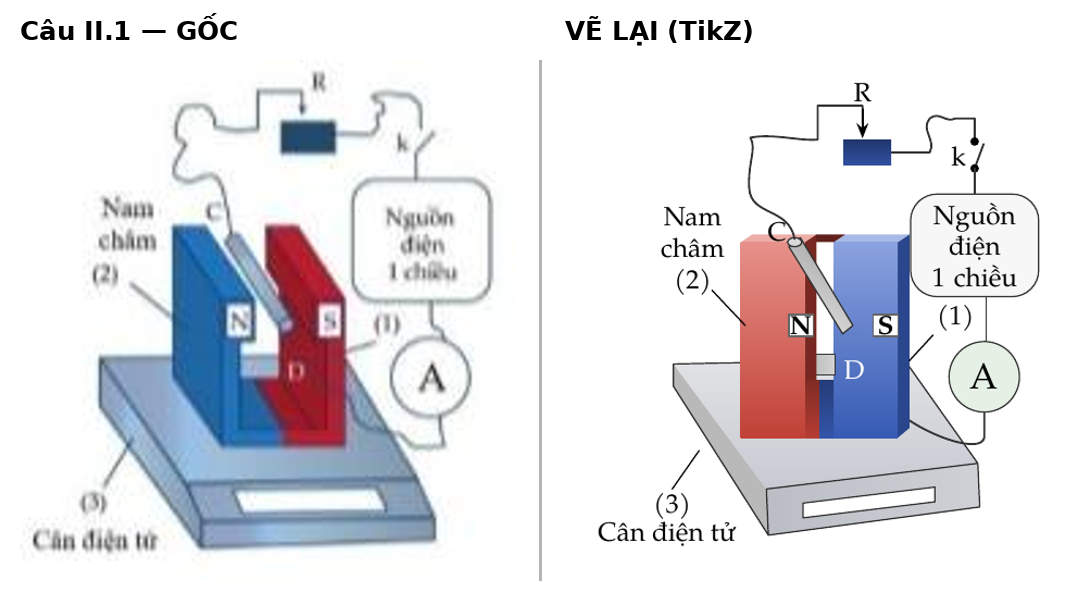 Câu II.1 — GỐC
R
k
C
Nam
châm
(2)
Nguồn
điện
1 chiều
N
S
(1)
D
A
(3)
Cân điện tử
VẼ LẠI (TikZ)
R
k
Nam
châm
(2)
C
Nguồn
điện
1 chiều
N
S
(1)
D
A
(3)
Cân điện tử